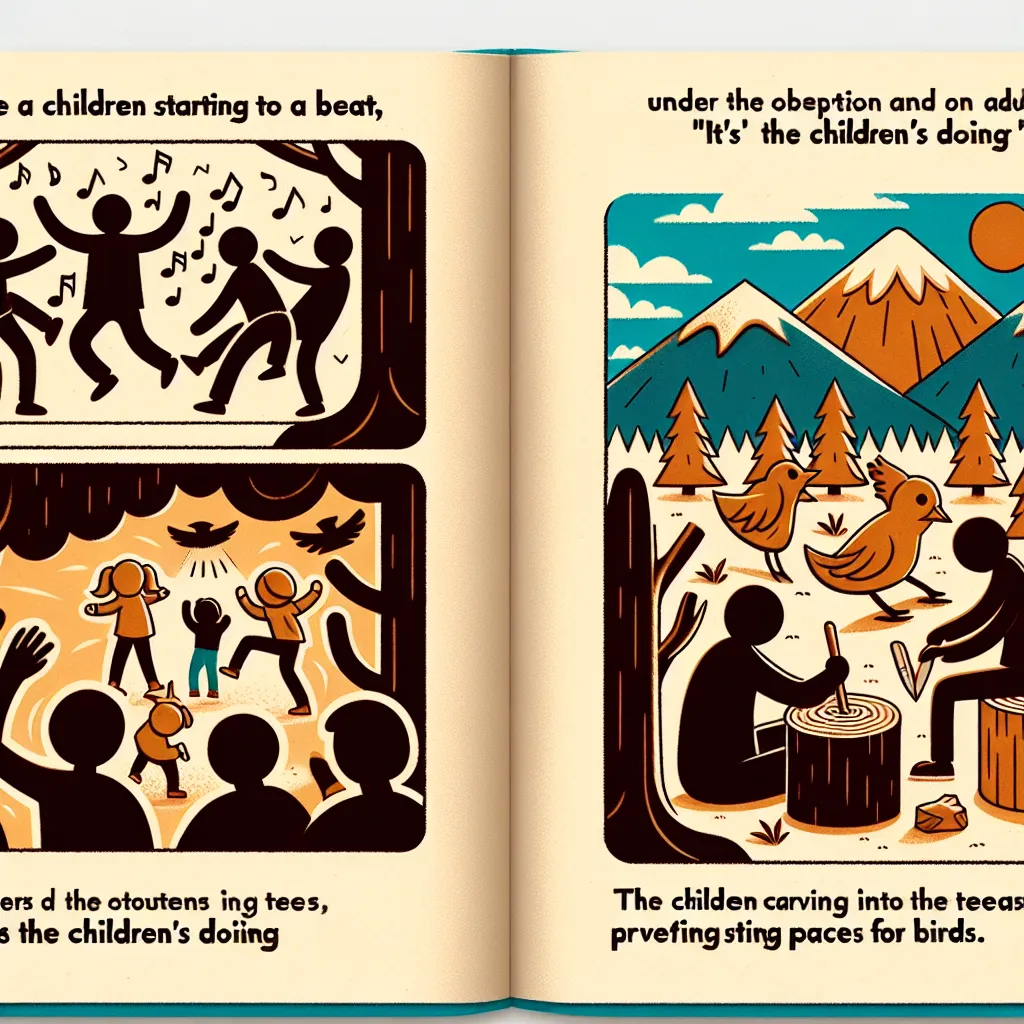 e a children starting to a beat,
ers d the otoutens ing tees,
s the children's doiing
under the obeption and on adu
"It's' the children's doing "
The childen carving into the teeas
prvefing sting paces for birds.